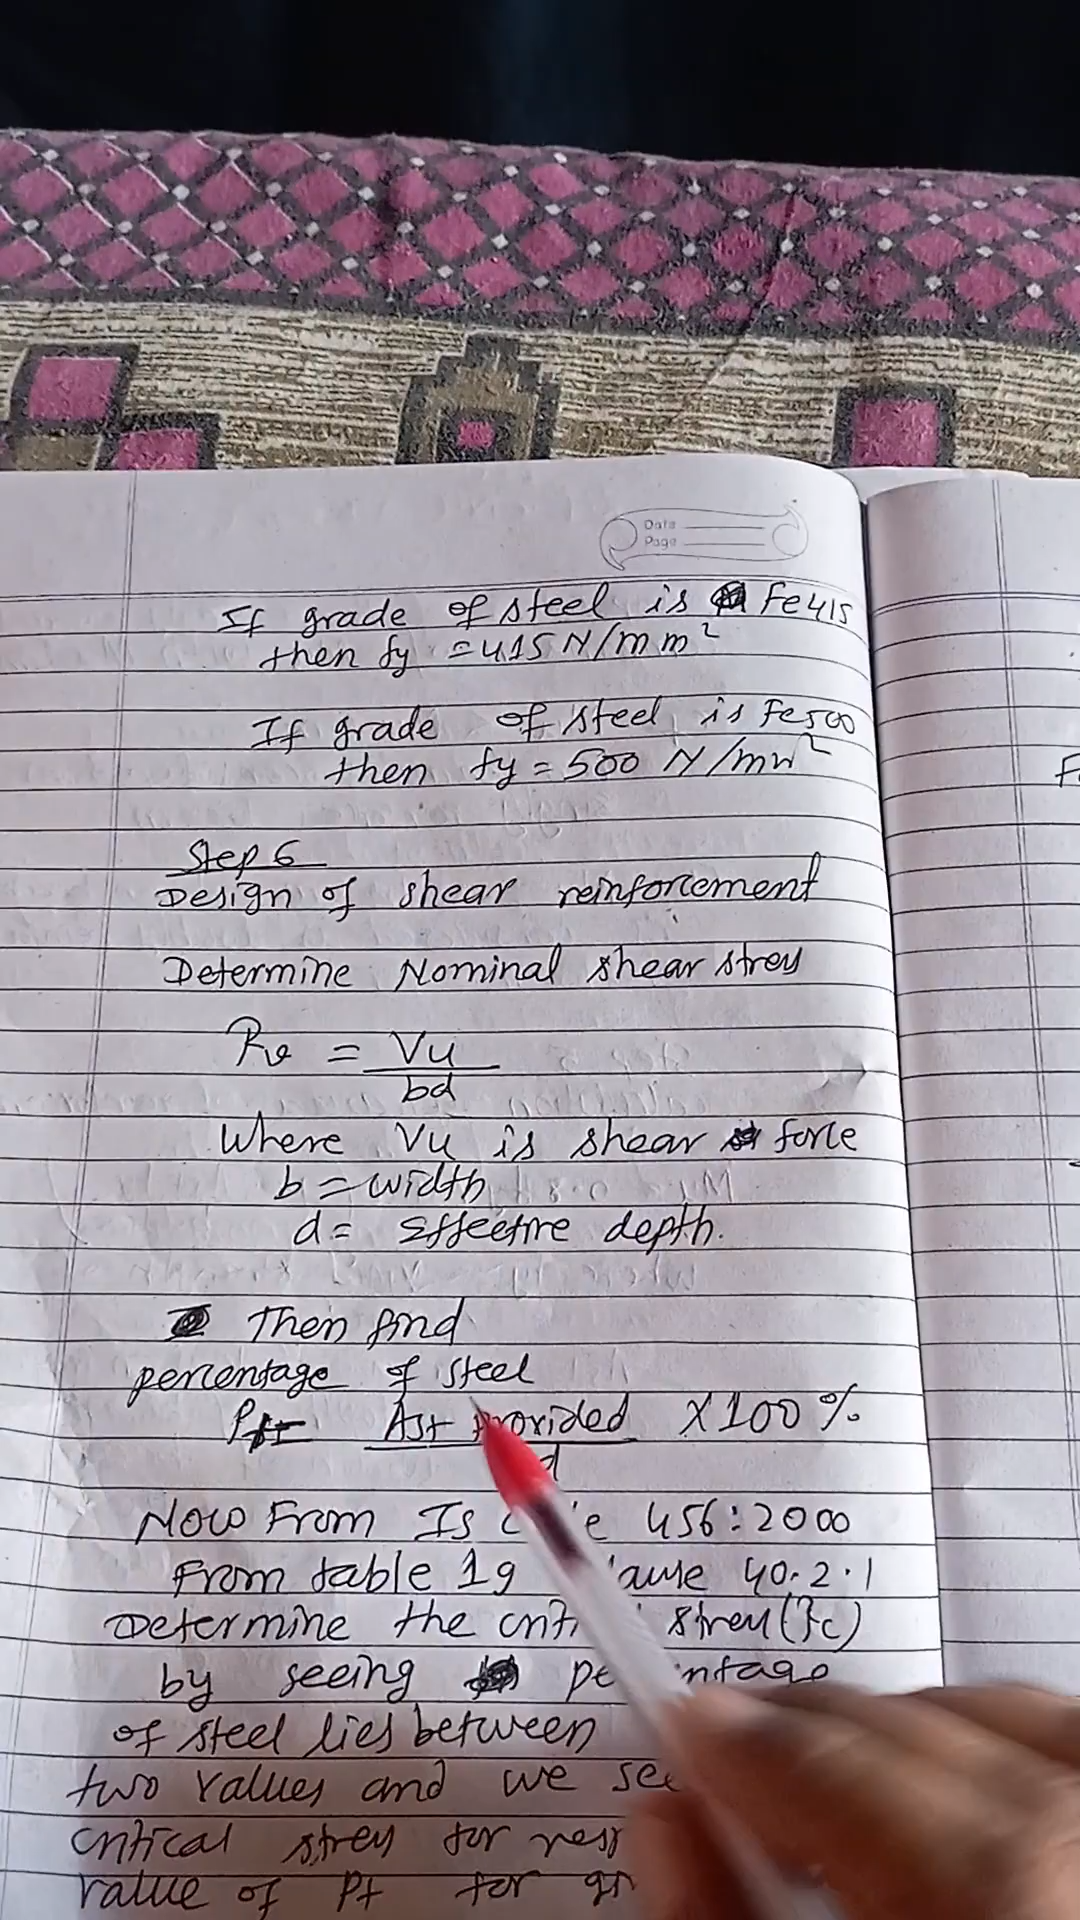 Date
Page
If grade of steel is Fe415
then fy = 415 N/mm²
If grade of steel is Fe500
then fy = 500 N/mm²
Step 6
Design of shear reinforcement
Determine Nominal shear stress
= Vu
bd
Where Vu is shear force
b = width
d = Effective depth.
Then find
percentage of steel
Pt = Ast provided X100%
d
Now From Is 456:2000
From table 19 40.2.1
Determine the stress (τc)
by seeing
of steel lies between
two values and we
critical stress for
value of Pt for